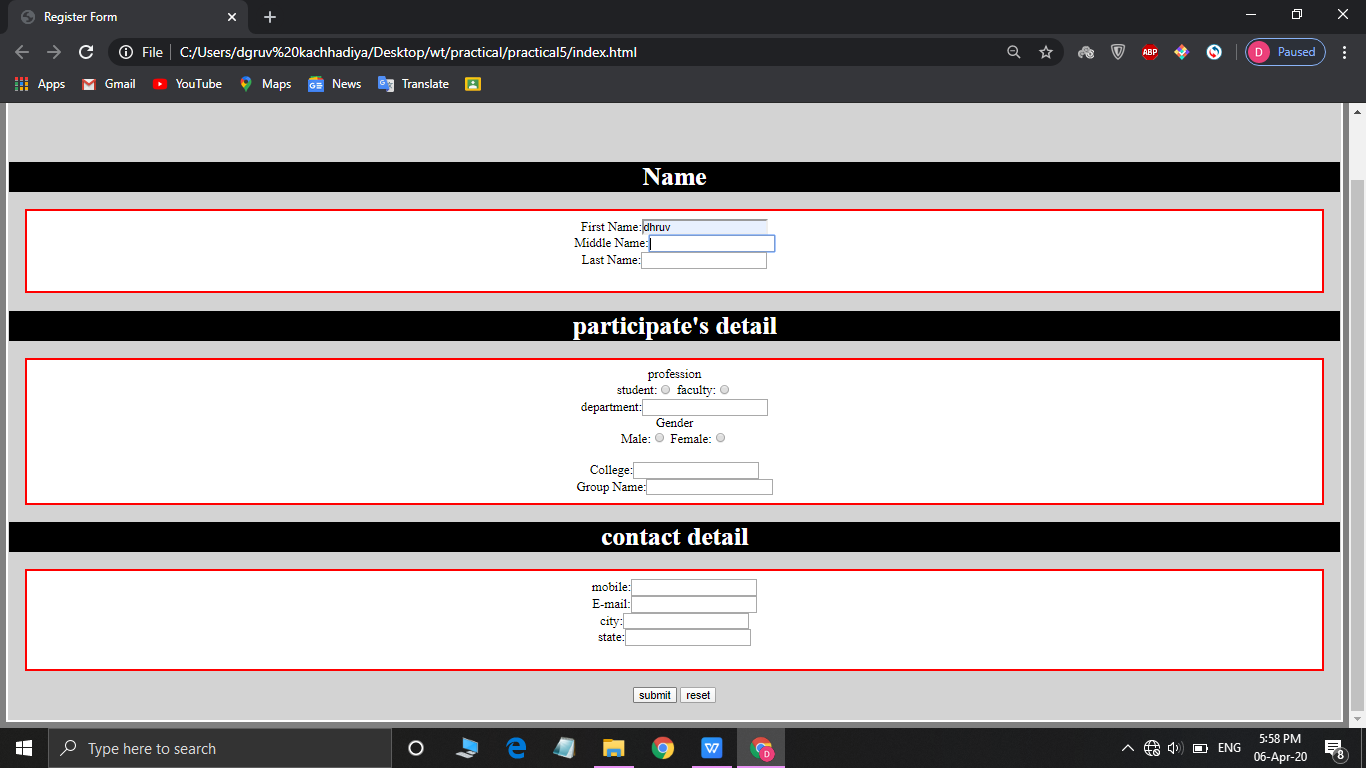 Register Form
File C:/Users/dgruv%20kachhadiya/Desktop/wt/practical/practical5/index.html
ABP
D Paused
Apps Gmail YouTube Maps News Translate
Name
First Name:dhruv
Middle Name:
Last Name:
participate's detail
profession
student: faculty:
department:
Gender
Male: Female:
College:
Group Name:
contact detail
mobile:
E-mail:
city:
state:
submit reset
Type here to search
W
D
ENG
5:58 PM
06-Apr-20
8